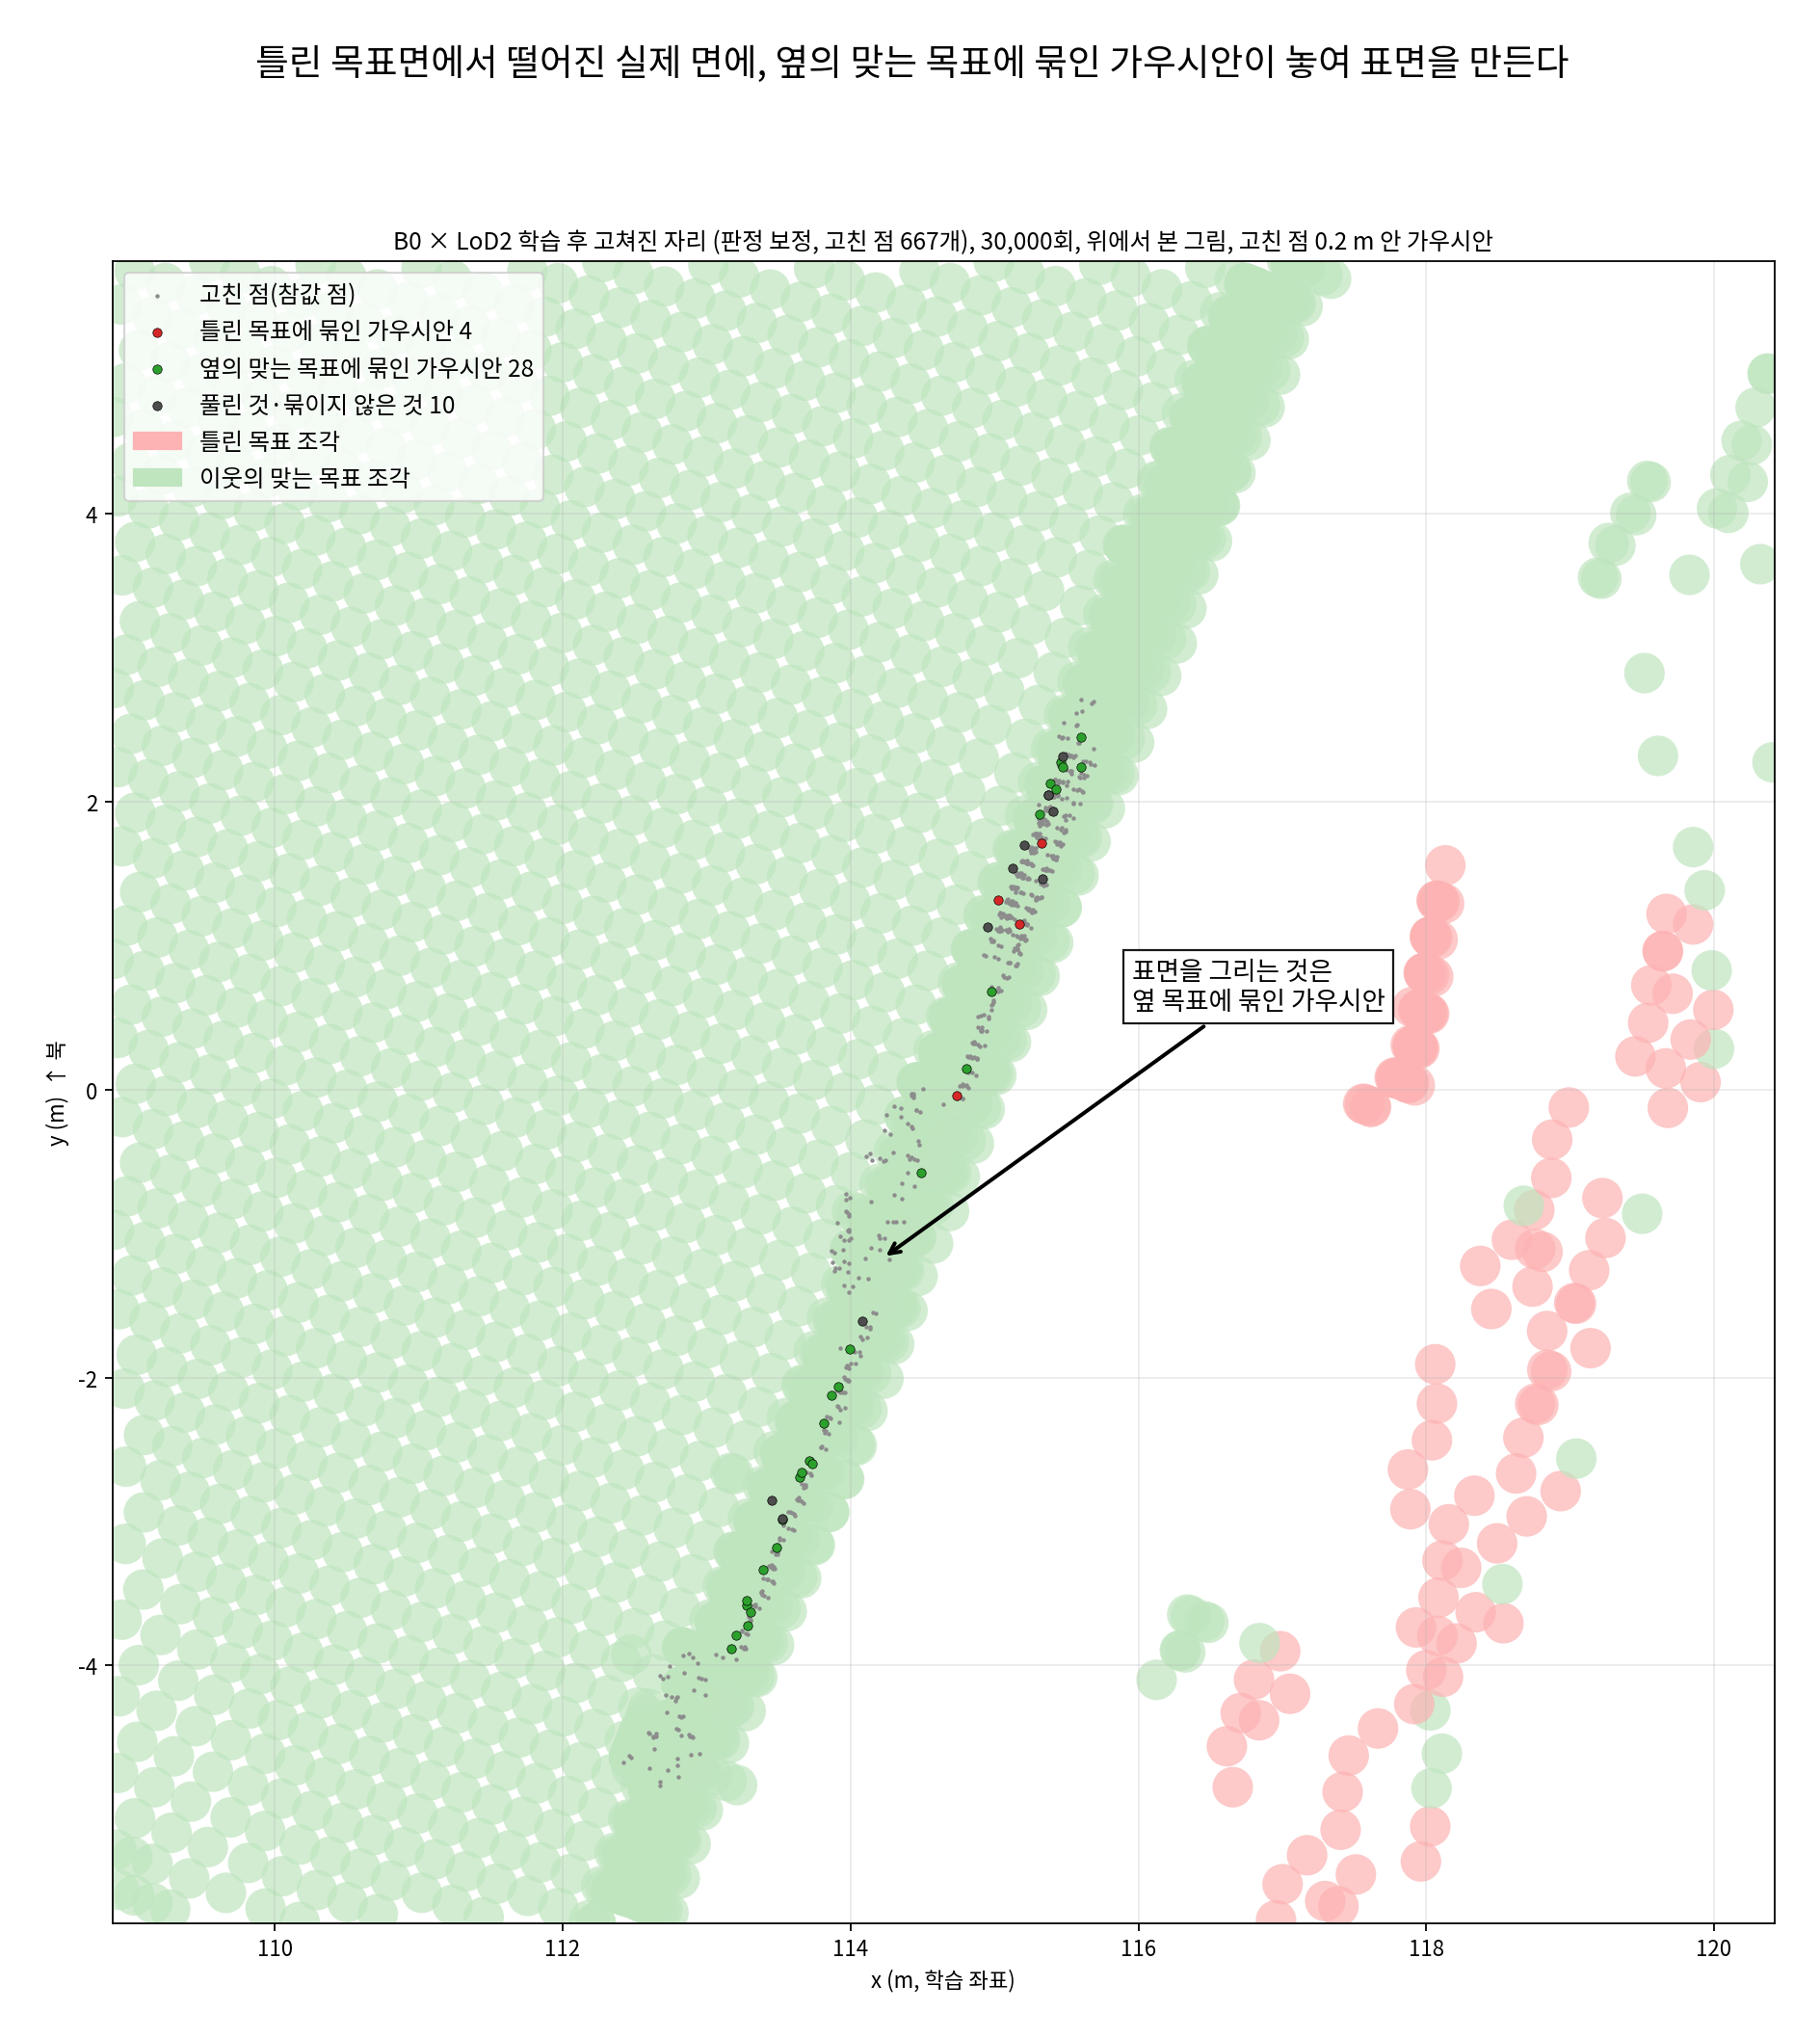 틀린 목표면에서 떨어진 실제 면에, 옆의 맞는 목표에 묶인 가우시안이 놓여 표면을 만든다
B0 × LoD2 학습 후 고쳐진 자리 (판정 보정, 고친 점 667개), 30,000회, 위에서 본 그림, 고친 점 0.2 m 안 가우시안
고친 점(참값 점)
틀린 목표에 묶인 가우시안 4
옆의 맞는 목표에 묶인 가우시안 28
풀린 것·묶이지 않은 것 10
틀린 목표 조각
이웃의 맞는 목표 조각
표면을 그리는 것은
옆 목표에 묶인 가우시안
y (m) ↑ 북
4
2
0
-2
-4
110
112
114
116
118
120
x (m, 학습 좌표)